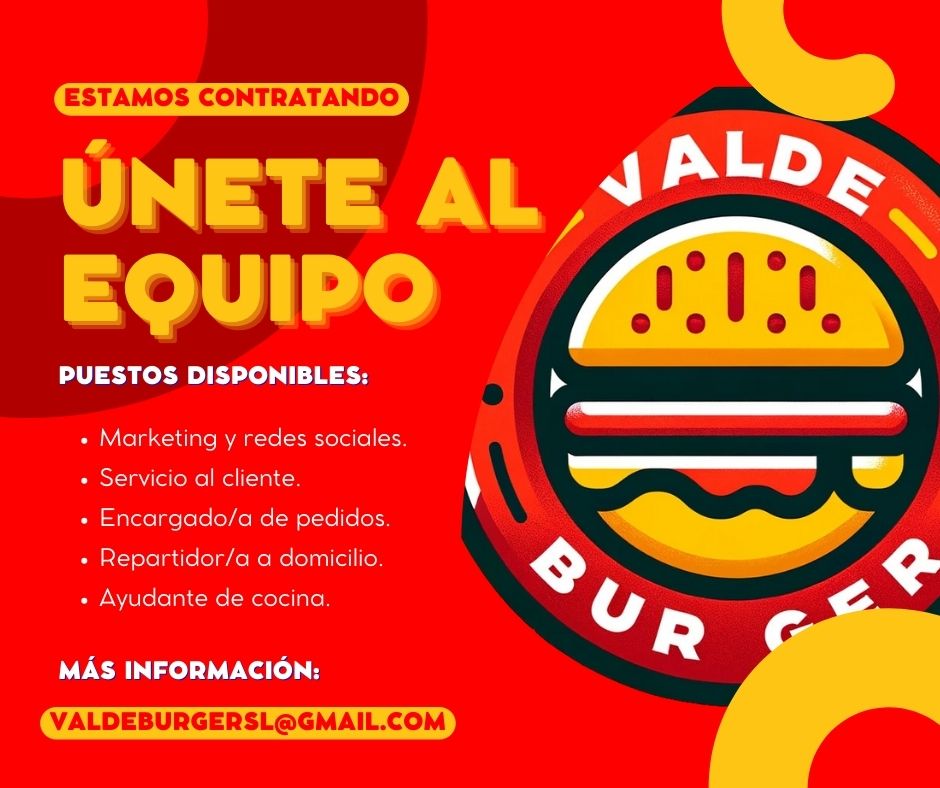 ESTAMOS CONTRATANDO
ÚNETE AL
EQUIPO
PUESTOS DISPONIBLES:
• Marketing y redes sociales.
• Servicio al cliente.
• Encargado/a de pedidos.
• Repartidor/a a domicilio.
• Ayudante de cocina.
MÁS INFORMACIÓN:
VALDEBURGERSL@GMAIL.COM
VALDE
BUR GER